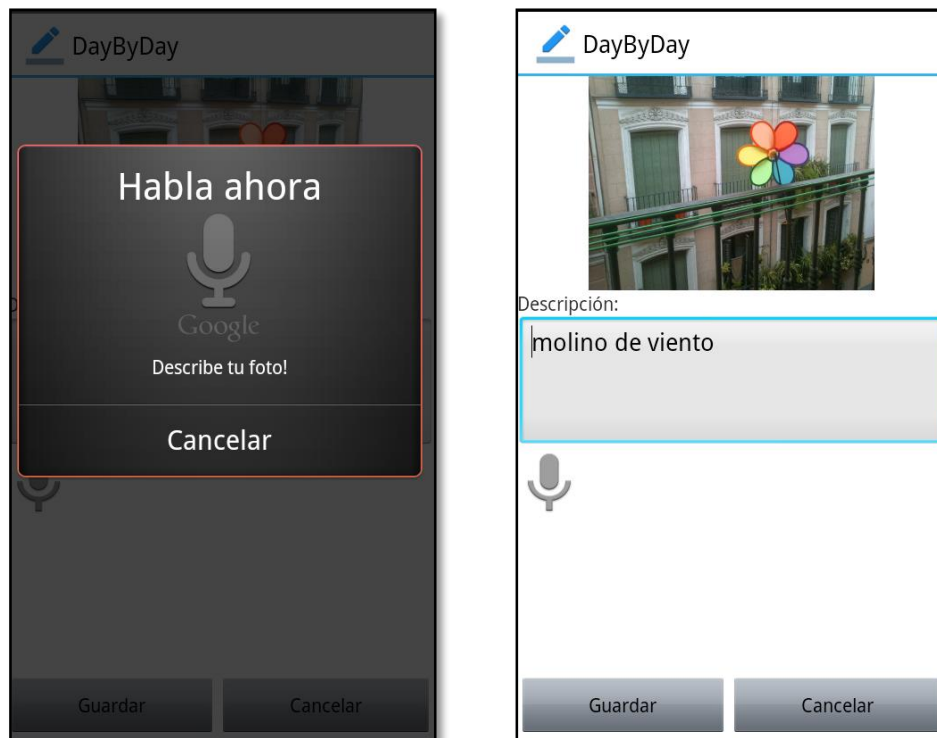 DayByDay
Habla ahora
Google
Describe tu foto!
Cancelar
Guardar
Cancelar
DayByDay
Descripción:
molino de viento
Guardar
Cancelar